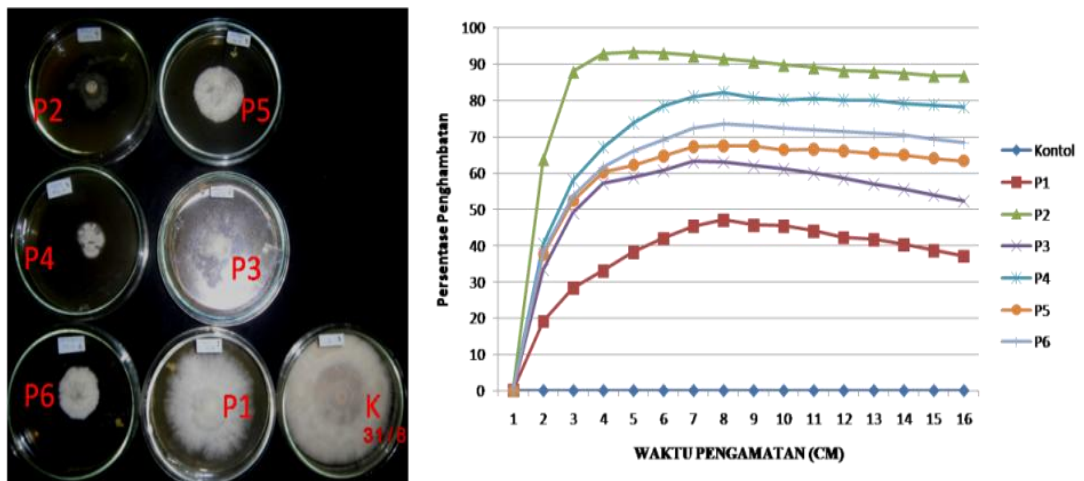 P2
P5
P4
P3
P6
P1
K
31/8
Persentase Penghambatan
100
90
80
70
60
50
40
30
20
10
0
1 2 3 4 5 6 7 8 9 10 11 12 13 14 15 16
WAKTU PENGAMATAN (CM)
Kontol
P1
P2
P3
P4
P5
P6